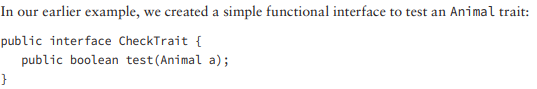 In our earlier example, we created a simple functional interface to test an Animal trait:
public interface CheckTrait {
   public boolean test(Animal a);
}